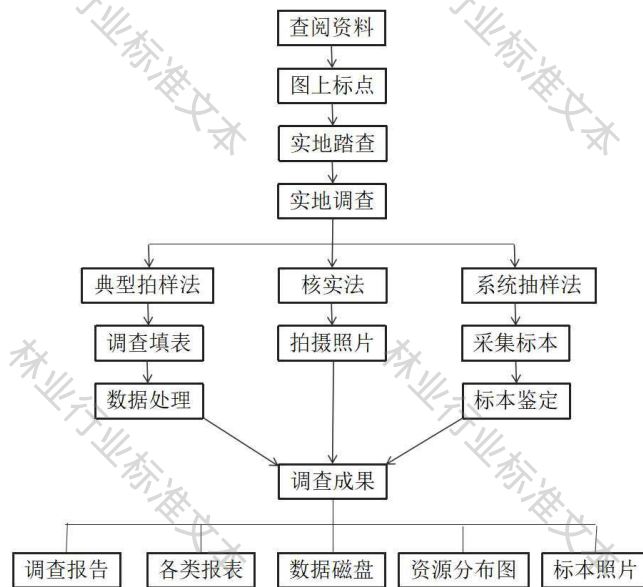 查阅资料
图上标点
实地踏查
实地调查
典型拍样法 核实法 系统抽样法
调查填表 拍摄照片 采集标本
数据处理 标本鉴定
调查成果
调查报告 各类报表 数据磁盘 资源分布图 标本照片
行业标准文本
行业标准文本
林业行业标准文本
林业行业标准文本